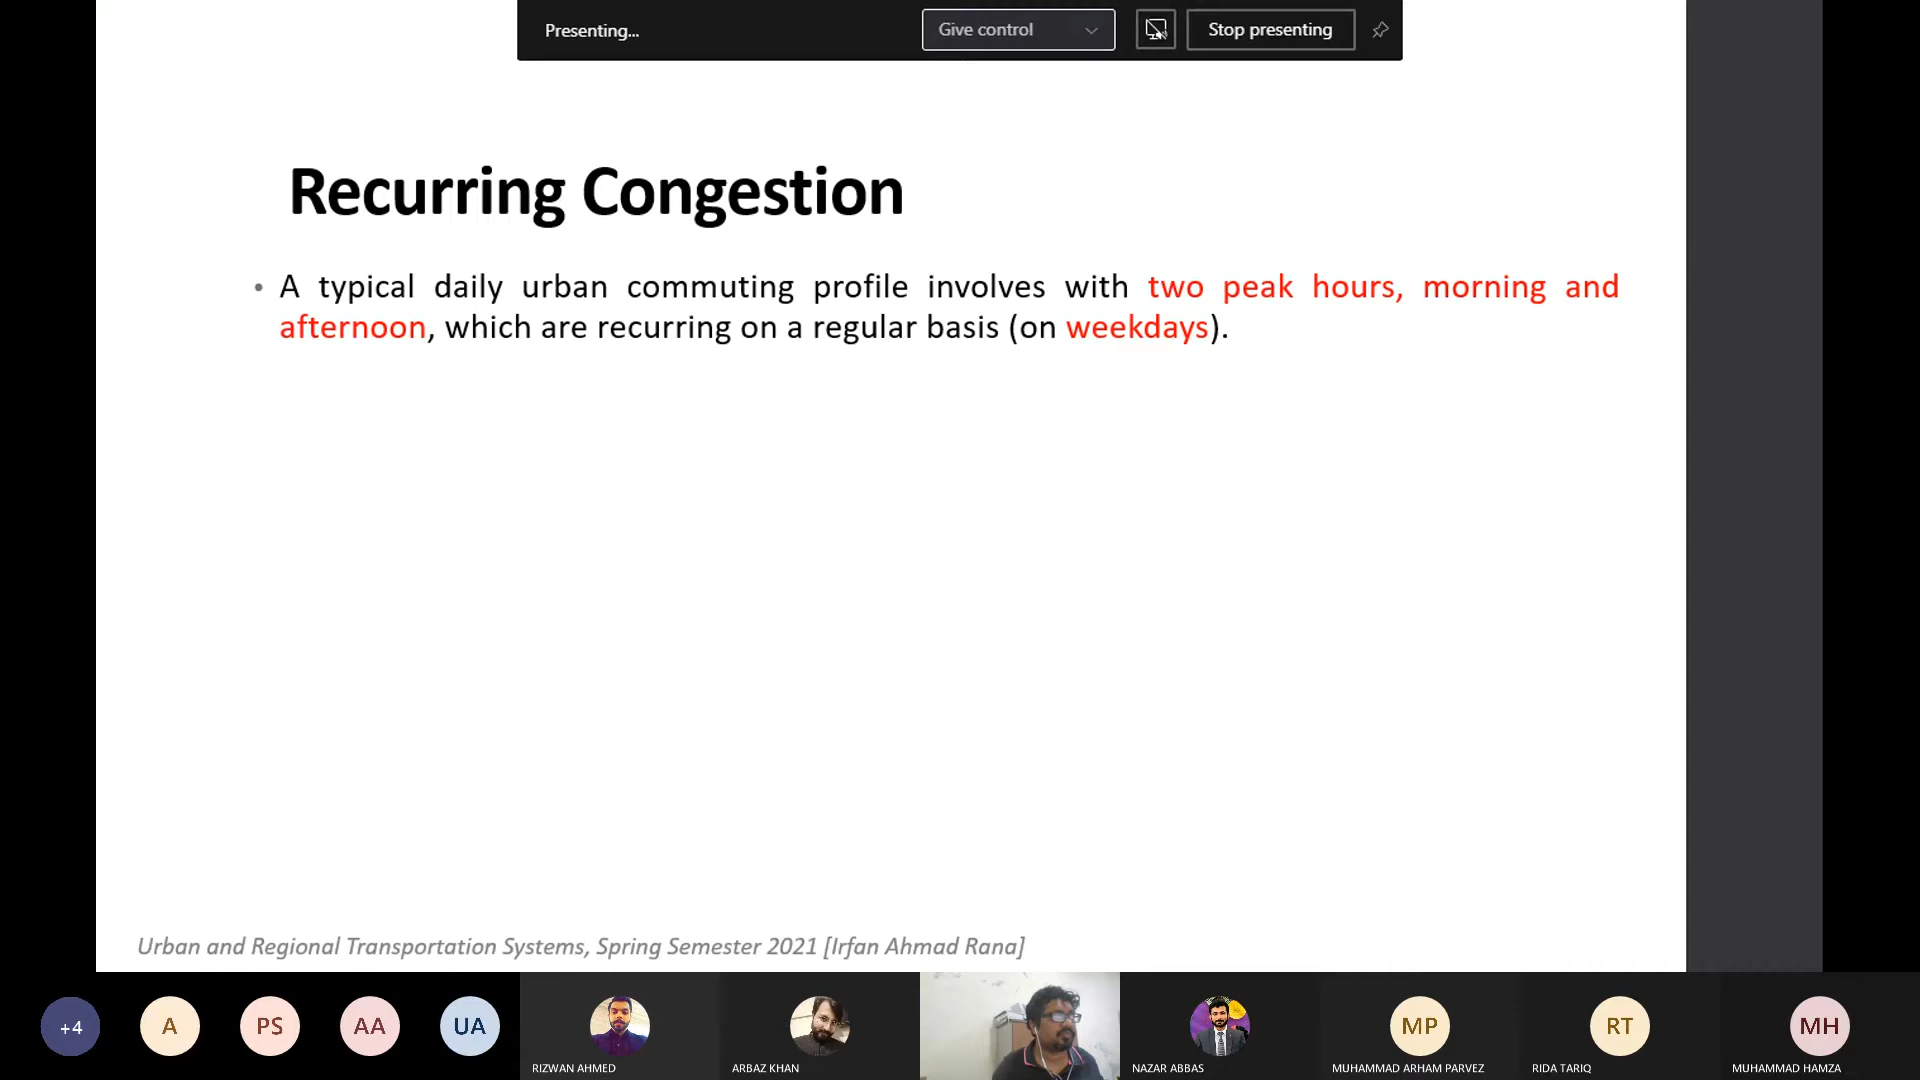 Presenting...
Give control
Stop presenting
Recurring Congestion
• A typical daily urban commuting profile involves with two peak hours, morning and
afternoon, which are recurring on a regular basis (on weekdays).
Urban and Regional Transportation Systems, Spring Semester 2021 [Irfan Ahmad Rana]
+4
A
PS
AA
UA
RIZWAN AHMED
ARBAZ KHAN
NAZAR ABBAS
MP
MUHAMMAD ARHAM PARVEZ
RT
RIDA TARIQ
MH
MUHAMMAD HAMZA